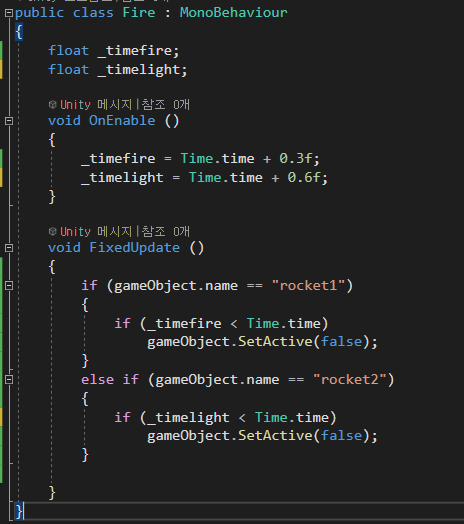 public class Fire : MonoBehaviour
{
float _timefire;
float _timelight;
Unity 메시지|참조 0개
void OnEnable ()
{
_timefire = Time.time + 0.3f;
_timelight = Time.time + 0.6f;
}
Unity 메시지|참조 0개
void FixedUpdate ()
{
if (gameObject.name == "rocket1")
{
if (_timefire < Time.time)
gameObject.SetActive(false);
}
else if (gameObject.name == "rocket2")
{
if (_timelight < Time.time)
gameObject.SetActive(false);
}
}
}